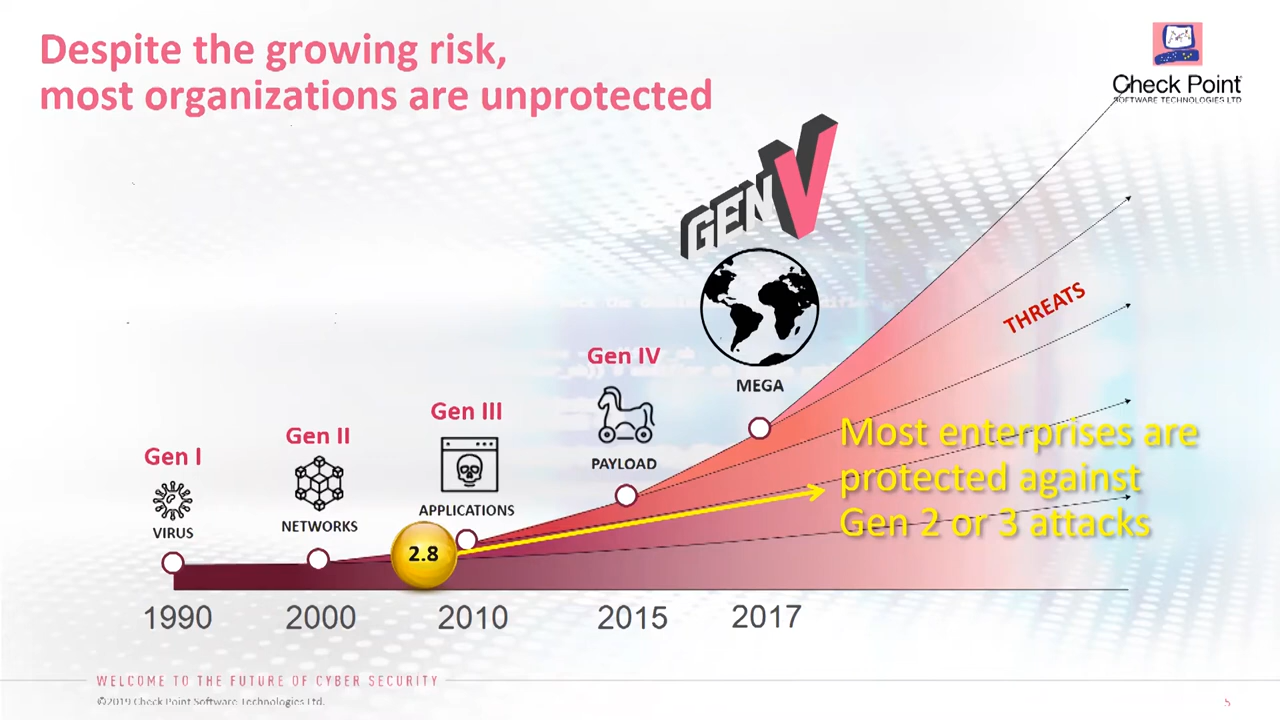 Despite the growing risk,
most organizations are unprotected
Check Point
SOFTWARE TECHNOLOGIES LTD
GEN V
THREATS
Gen IV
MEGA
Gen III
Most enterprises are
protected against
Gen 2 or 3 attacks
Gen II
PAYLOAD
Gen I
APPLICATIONS
NETWORKS
VIRUS
2.8
1990 2000 2010 2015 2017
WELCOME TO THE FUTURE OF CYBER SECURITY
©2019 Check Point Software Technologies Ltd.
5